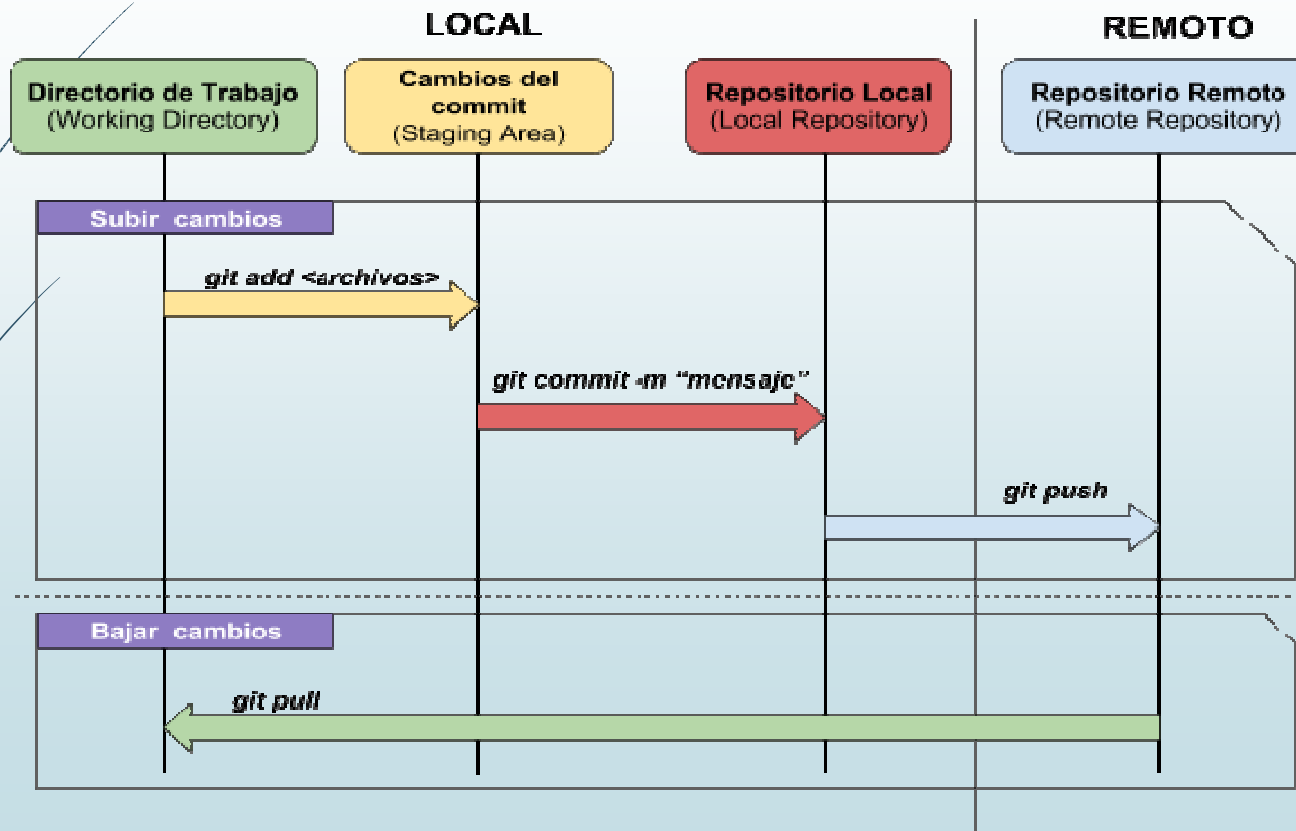 LOCAL
REMOTO
Directorio de Trabajo
(Working Directory)
Cambios del
commit
(Staging Area)
Repositorio Local
(Local Repository)
Repositorio Remoto
(Remote Repository)
Subir cambios
git add <archivos>
git commit -m “mensaje”
git push
Bajar cambios
git pull